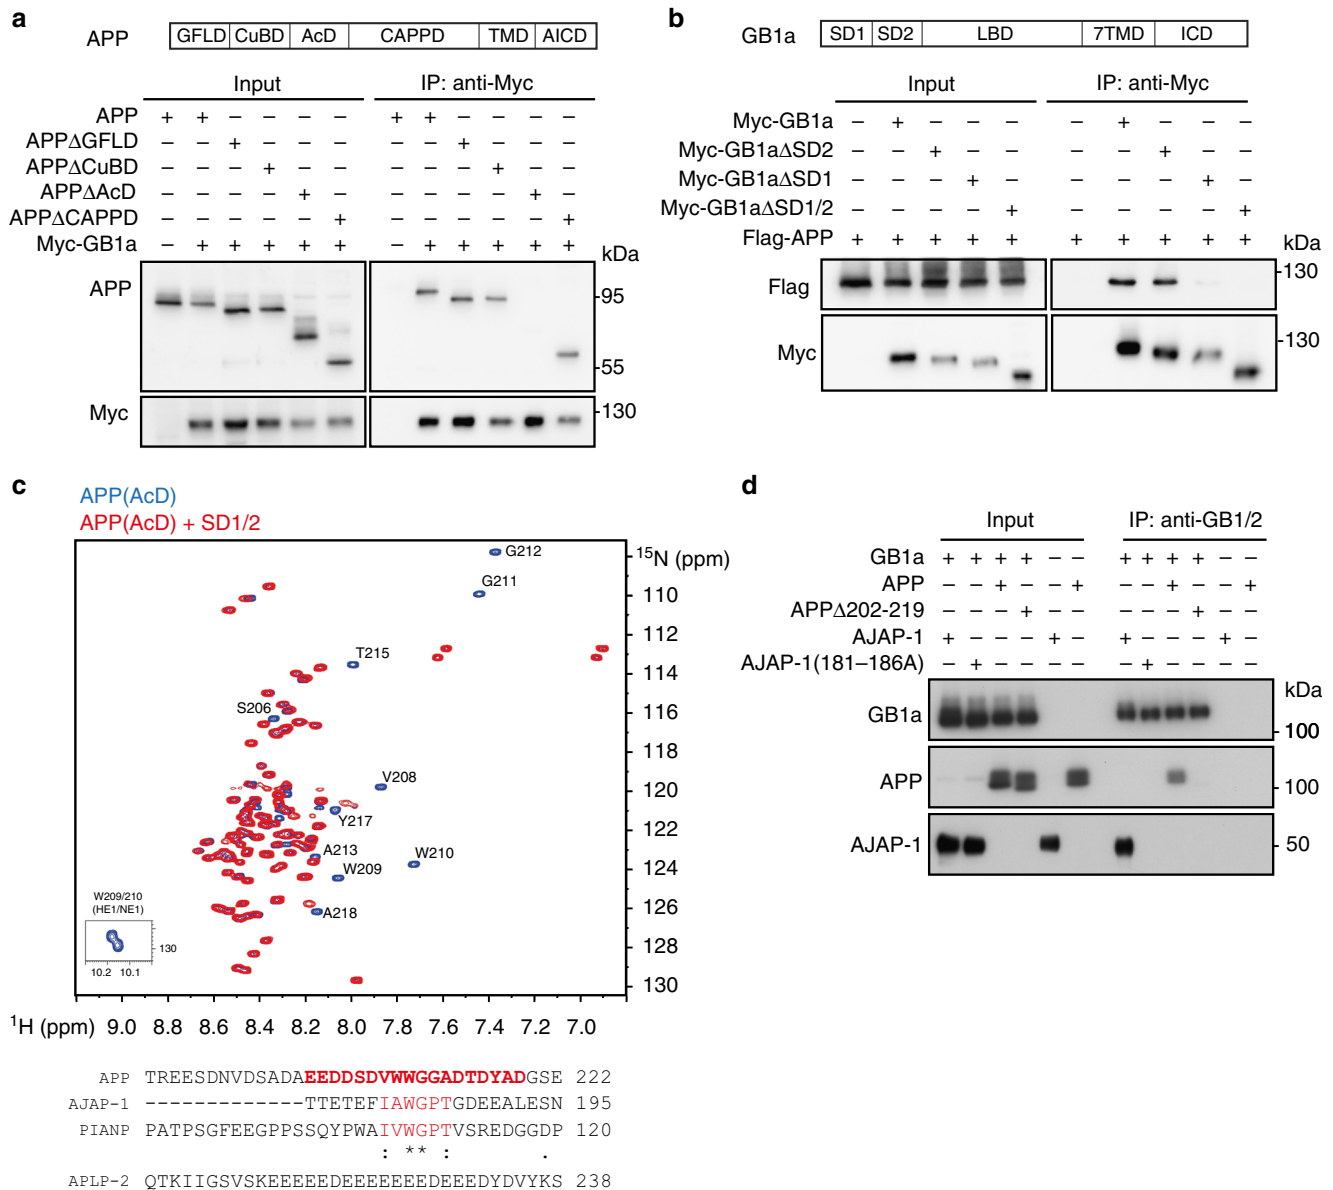 a
APP GFLD CuBD AcD CAPPD TMD AICD
Input IP: anti-Myc
APP + + – – – – + + – – – –
APPΔGFLD – – + – – – – – + – – –
APPΔCuBD – – – + – – – – – + – –
APPΔAcD – – – – + – – – – – + –
APPΔCAPPD – – – – – + – – – – – +
Myc-GB1a – + + + + + – + + + + +
kDa
APP
-95
-55
Myc
-130
b
GB1a SD1 SD2 LBD 7TMD ICD
Input IP: anti-Myc
Myc-GB1a – + – – – – + – – –
Myc-GB1aΔSD2 – – + – – – – + – –
Myc-GB1aΔSD1 – – – + – – – – + –
Myc-GB1aΔSD1/2 – – – – + – – – – +
Flag-APP + + + + + + + + + +
kDa
Flag
-130
Myc
-130
c
APP(AcD)
APP(AcD) + SD1/2
15N (ppm)
G212
G211
110
112
T215
114
S206
116
118
V208
120
Y217
122
A213
W210
124
W209
A218
126
W209/210
(HE1/NE1)
130
10.2 10.1
128
130
1H (ppm) 9.0 8.8 8.6 8.4 8.2 8.0 7.8 7.6 7.4 7.2 7.0
APP TREESDNVDSADAEEDDSDVWWGGADTDYADGSE 222
AJAP-1 -------------TTETEFIAWGPTGDEEALESN 195
PIANP PATPSGFEEGPPSSQYPWAIVWGPTVSREDGGDP 120
: ** : .
APLP-2 QTKIIGSVSKEEEEEEDEEEEEEEDEEEDYDVYKS 238
d
Input IP: anti-GB1/2
GB1a + + + + – – + + + + – –
APP – – + – – + – – + – – +
APPΔ202-219 – – – + – – – – – + – –
AJAP-1 + – – – + – + – – – + –
AJAP-1(181–186A) – + – – – – – + – – – –
kDa
GB1a
- 100
APP
- 100
AJAP-1
- 50